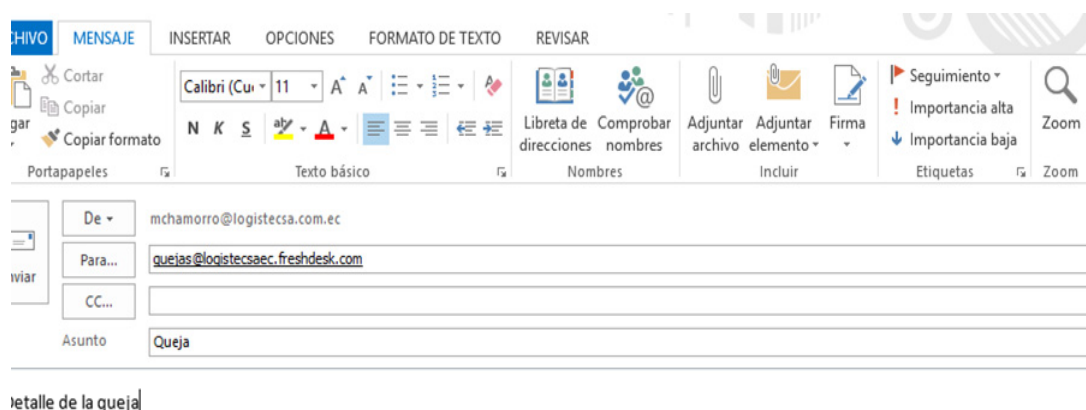 CHIVO MENSAJE INSERTAR OPCIONES FORMATO DE TEXTO REVISAR
Cortar
Copiar
gar
Copiar formato
Portapapeles
Calibri (Cu 11 A A
N K S A
Texto básico
Libreta de direcciones
Comprobar nombres
Nombres
Adjuntar archivo
Adjuntar elemento
Firma
Incluir
Seguimiento
Importancia alta
Importancia baja
Etiquetas
Zoom
Zoom
nviar
De mchamorro@logistecsa.com.ec
Para... quejas@logistecsaec.freshdesk.com
CC...
Asunto Queja
Detalle de la queja